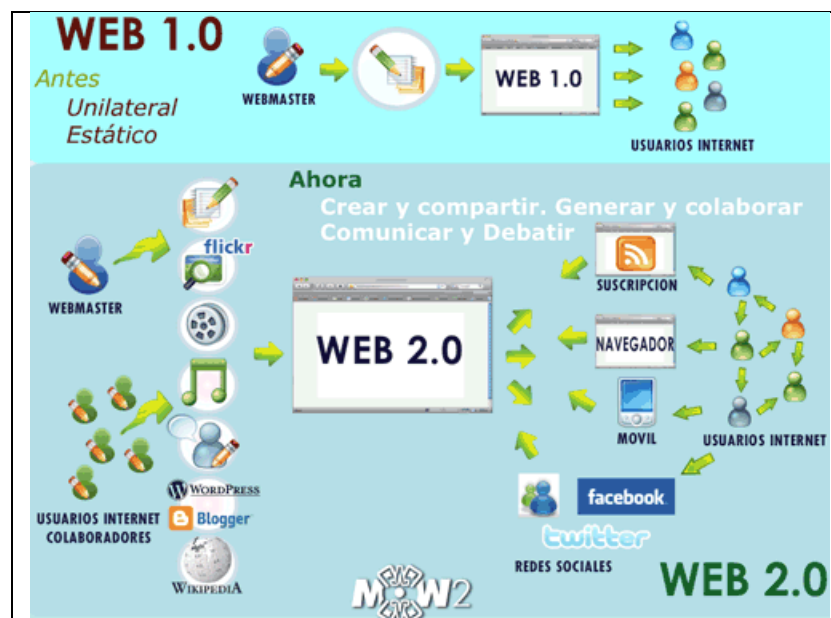 WEB 1.0
Antes
Unilateral
Estático
WEBMASTER
WEB 1.0
USUARIOS INTERNET
Ahora
Crear y compartir. Generar y colaborar
Comunicar y Debatir
WEBMASTER
flickr
WEB 2.0
SUSCRIPCION
NAVEGADOR
MOVIL
USUARIOS INTERNET
USUARIOS INTERNET
COLABORADORES
WORDPRESS
Blogger
WIKIPEDIA
facebook
twitter
REDES SOCIALES
MW2
WEB 2.0